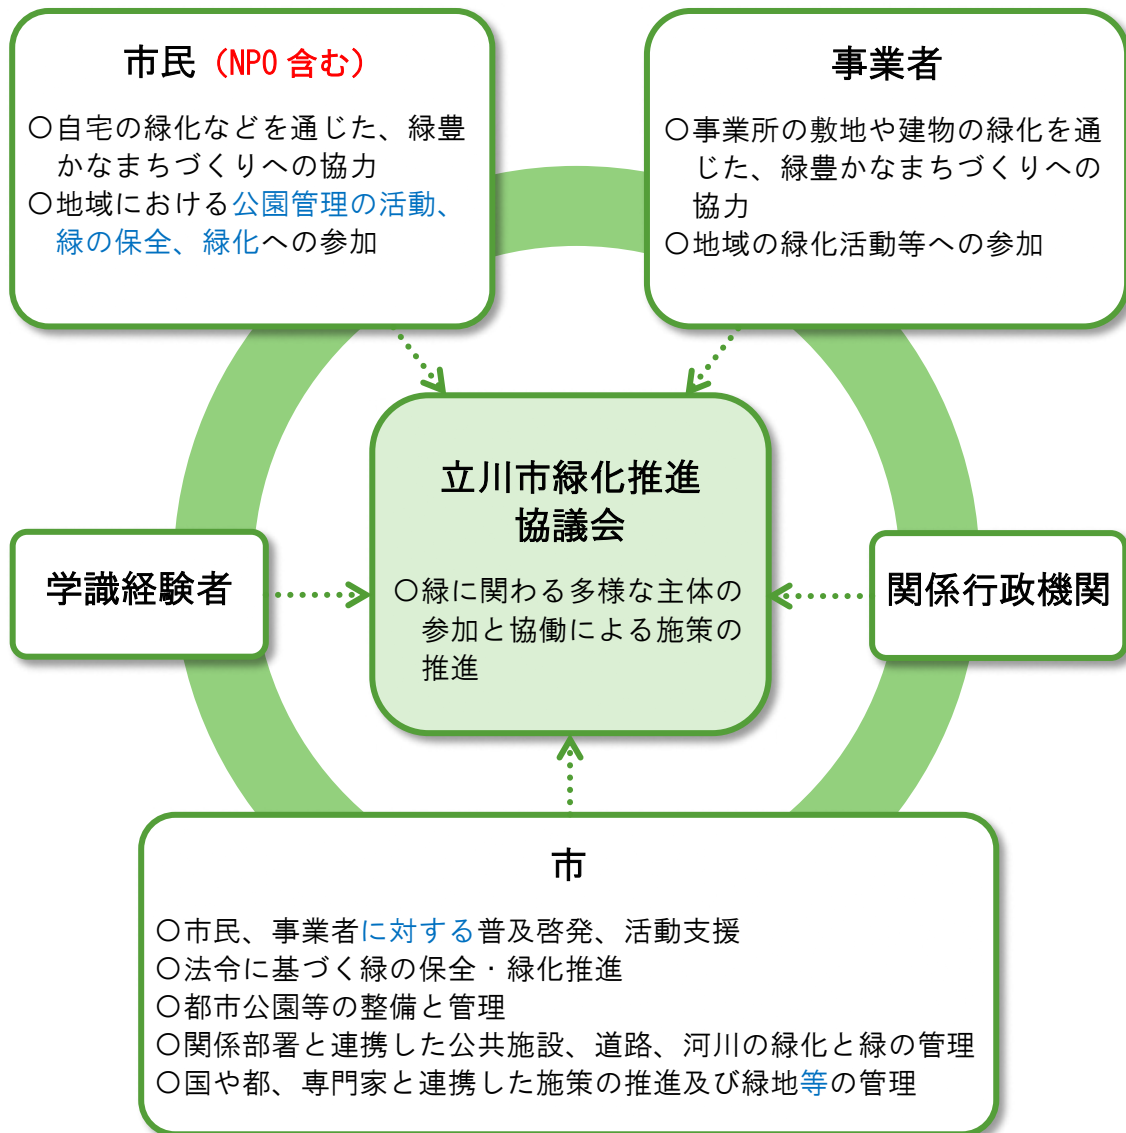 市民（NPO 含む）
〇自宅の緑化などを通じた、緑豊
かなまちづくりへの協力
〇地域における公園管理の活動、
緑の保全、緑化への参加
事業者
〇事業所の敷地や建物の緑化を通
じた、緑豊かなまちづくりへの
協力
〇地域の緑化活動等への参加
立川市緑化推進
協議会
〇緑に関わる多様な主体の
参加と協働による施策の
推進
学識経験者
関係行政機関
市
〇市民、事業者に対する普及啓発、活動支援
〇法令に基づく緑の保全・緑化推進
〇都市公園等の整備と管理
〇関係部署と連携した公共施設、道路、河川の緑化と緑の管理
〇国や都、専門家と連携した施策の推進及び緑地等の管理